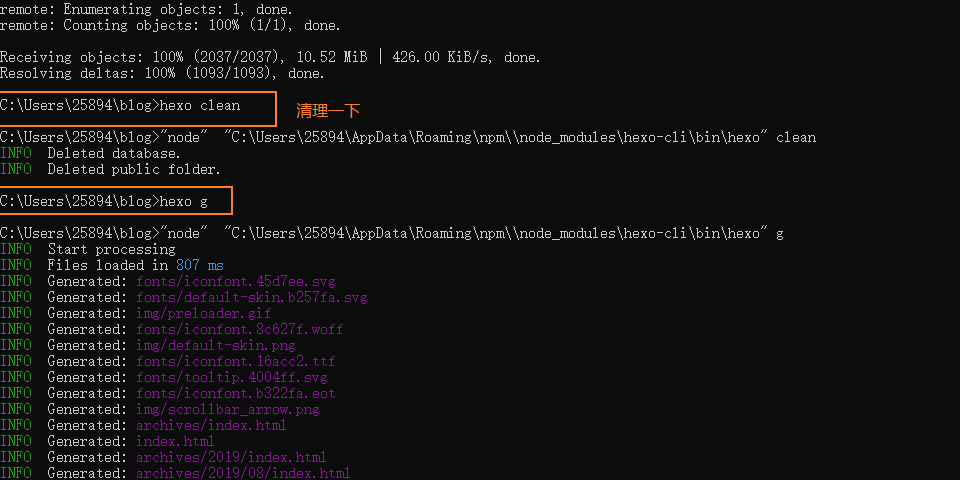 remote: Enumerating objects: 1, done.
remote: Counting objects: 100% (1/1), done.
Receiving objects: 100% (2037/2037), 10.52 MiB | 426.00 KiB/s, done.
Resolving deltas: 100% (1093/1093), done.
C:\Users\25894\blog>hexo clean
清理一下
C:\Users\25894\blog>"node"  "C:\Users\25894\AppData\Roaming\npm\\node_modules\hexo-cli\bin\hexo" clean
INFO  Deleted database.
INFO  Deleted public folder.
C:\Users\25894\blog>hexo g
C:\Users\25894\blog>"node"  "C:\Users\25894\AppData\Roaming\npm\\node_modules\hexo-cli\bin\hexo" g
INFO  Start processing
INFO  Files loaded in 807 ms
INFO  Generated: fonts/iconfont.45d7ee.svg
INFO  Generated: fonts/default-skin.b257fa.svg
INFO  Generated: img/preloader.gif
INFO  Generated: fonts/iconfont.8c627f.woff
INFO  Generated: img/default-skin.png
INFO  Generated: fonts/iconfont.16acc2.ttf
INFO  Generated: fonts/tooltip.4004ff.svg
INFO  Generated: fonts/iconfont.b322fa.eot
INFO  Generated: img/scrollbar_arrow.png
INFO  Generated: archives/index.html
INFO  Generated: index.html
INFO  Generated: archives/2019/index.html
INFO  Generated: archives/2019/08/index.html